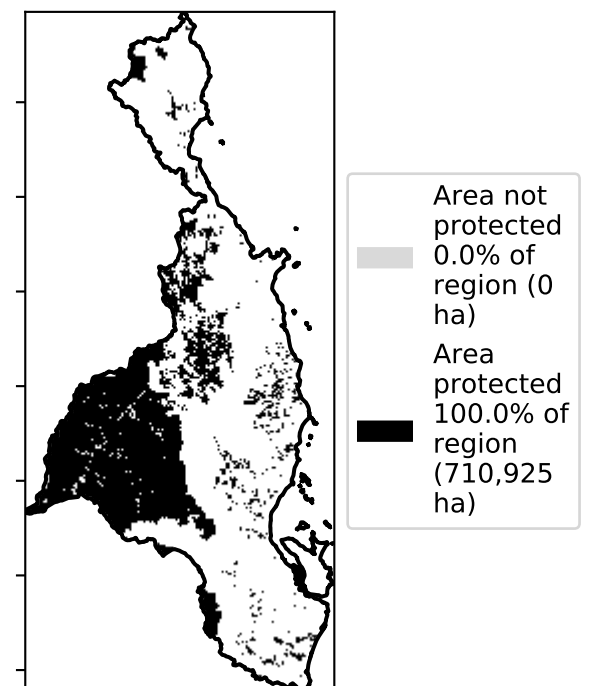 Area not
protected
0.0% of
region (0
ha)
Area
protected
100.0% of
region
(710,925
ha)